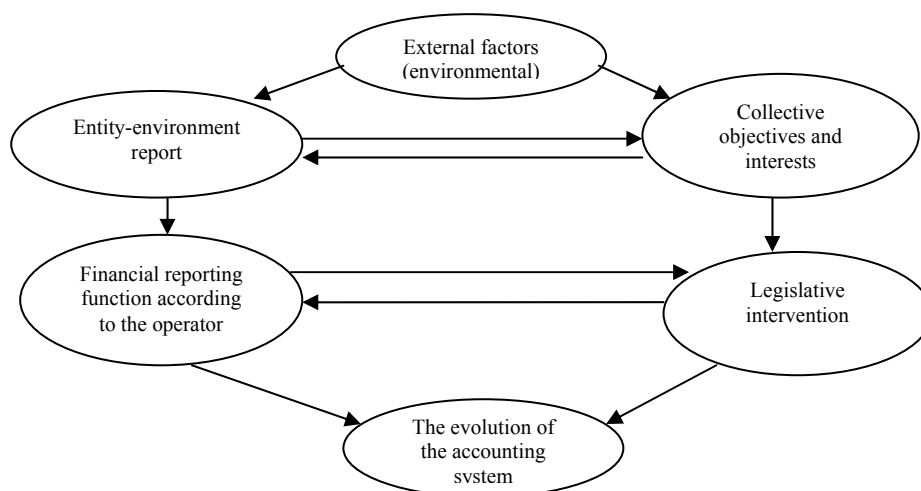 External factors
(environmental)
Entity-environment
report
Collective
objectives and
interests
Financial reporting
function according
to the operator
Legislative
intervention
The evolution of
the accounting
system